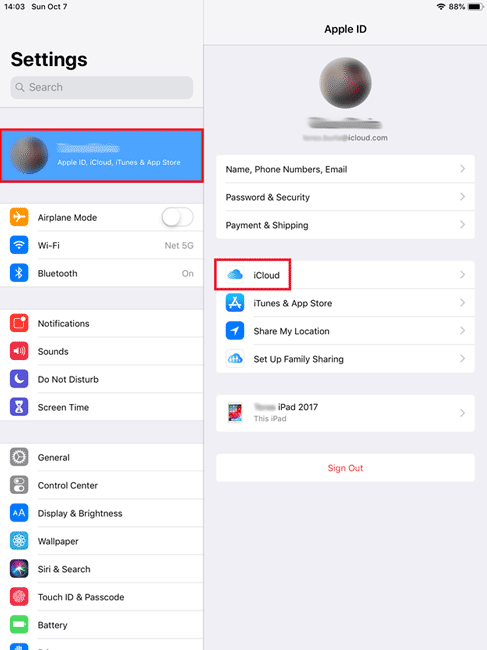 14:03 Sun Oct 7
88%
Settings
Search
Apple ID, iCloud, iTunes & App Store
Airplane Mode
Wi-Fi Net 5G
Bluetooth On
Notifications
Sounds
Do Not Disturb
Screen Time
General
Control Center
AA Display & Brightness
Wallpaper
Siri & Search
Touch ID & Passcode
Battery
Apple ID
@icloud.com
Name, Phone Numbers, Email
Password & Security
Payment & Shipping
iCloud
iTunes & App Store
Share My Location
Set Up Family Sharing
iPad 2017
This iPad
Sign Out